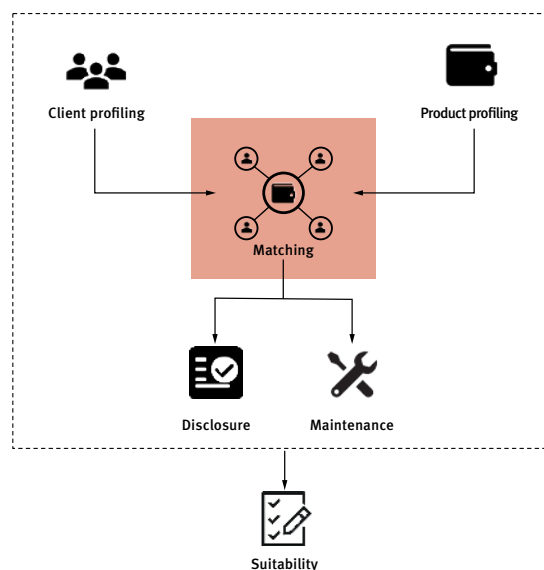 Client profiling
Product profiling
Matching
Disclosure
Maintenance
Suitability